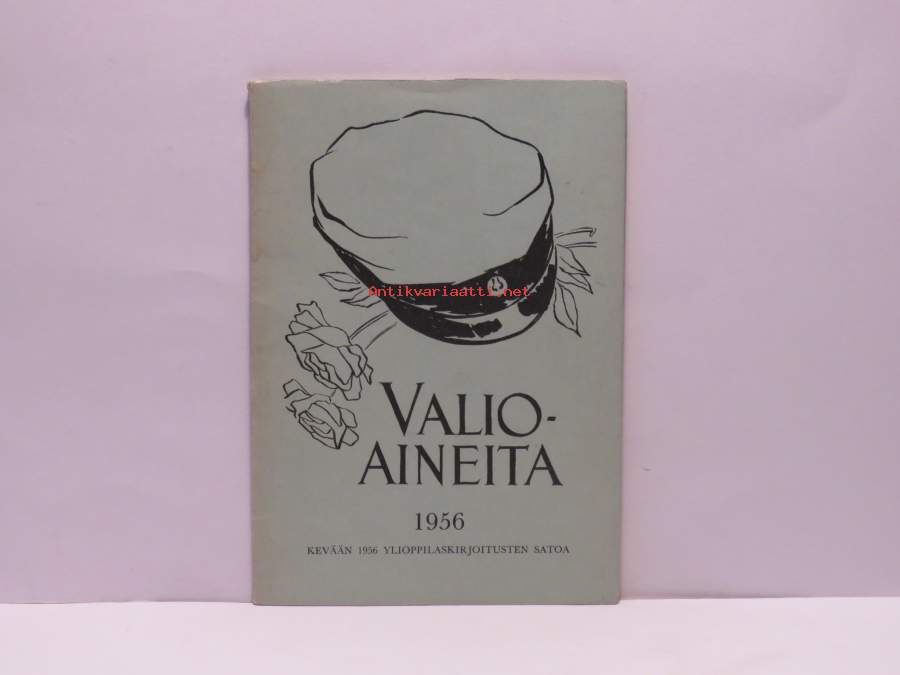 Antikvariaatti.net
VALIO-
AINEITA
1956
KEVÄÄN 1956 YLIOPPILASKIRJOITUSTEN SATOA